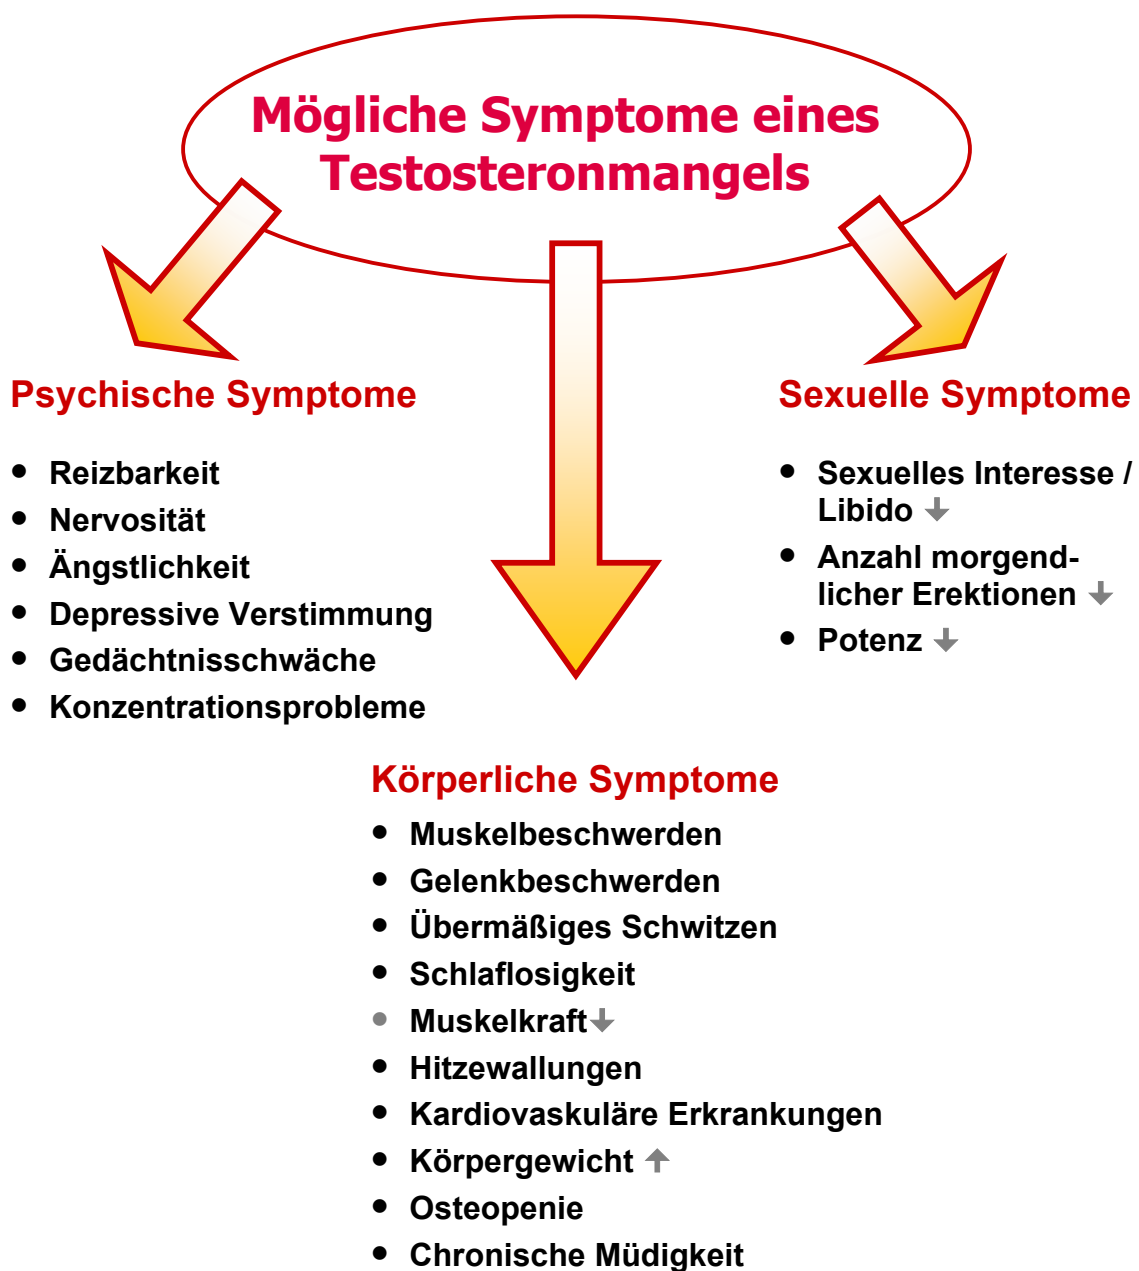 Mögliche Symptome eines
Testosteronmangels
Psychische Symptome
• Reizbarkeit
• Nervosität
• Ängstlichkeit
• Depressive Verstimmung
• Gedächtnisschwäche
• Konzentrationsprobleme
Sexuelle Symptome
• Sexuelles Interesse /
Libido ↓
• Anzahl morgend-
licher Erektionen ↓
• Potenz ↓
Körperliche Symptome
• Muskelbeschwerden
• Gelenkbeschwerden
• Übermäßiges Schwitzen
• Schlaflosigkeit
• Muskelkraft↓
• Hitzewallungen
• Kardiovaskuläre Erkrankungen
• Körpergewicht ↑
• Osteopenie
• Chronische Müdigkeit